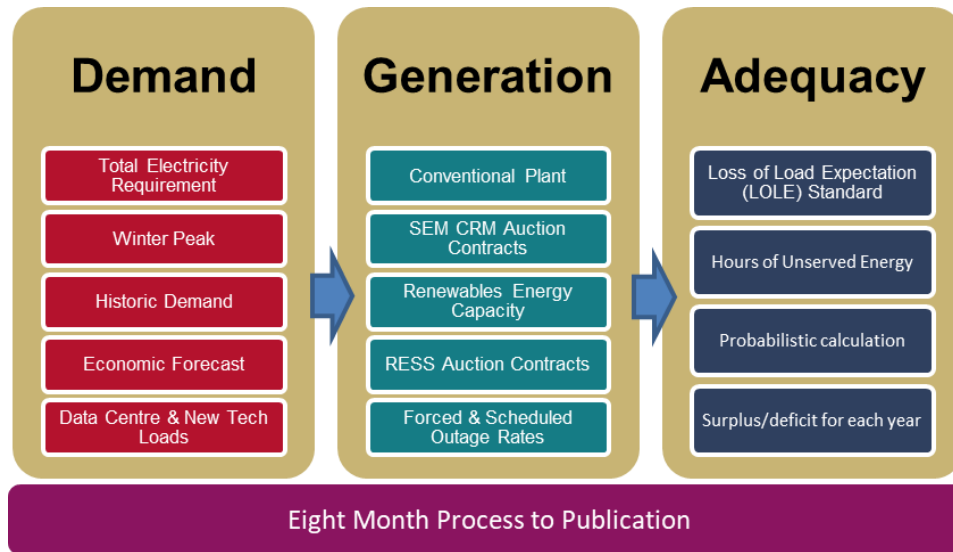 Demand
Total Electricity
Requirement
Winter Peak
Historic Demand
Economic Forecast
Data Centre & New Tech
Loads
Generation
Conventional Plant
SEM CRM Auction
Contracts
Renewables Energy
Capacity
RESS Auction Contracts
Forced & Scheduled
Outage Rates
Adequacy
Loss of Load Expectation
(LOLE) Standard
Hours of Unserved Energy
Probabilistic calculation
Surplus/deficit for each year
Eight Month Process to Publication